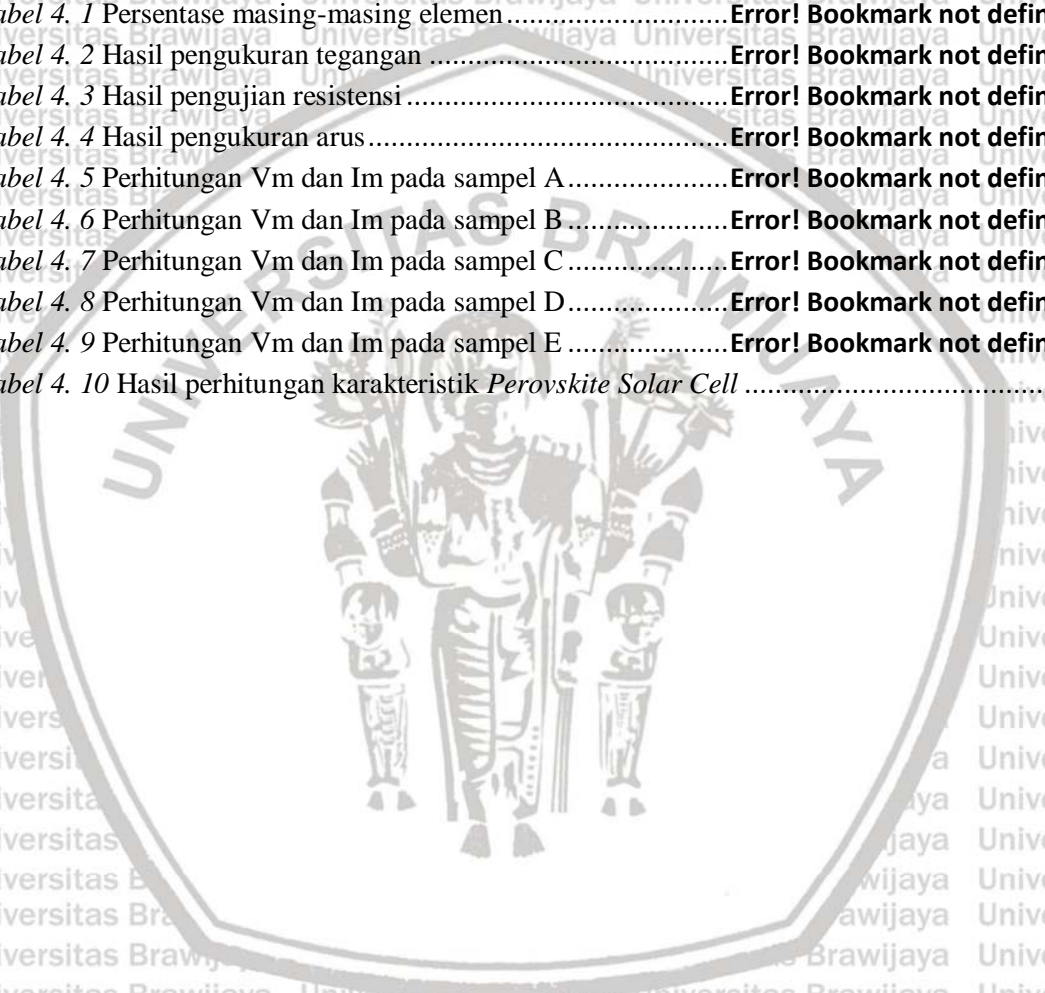 abel 4. 1 Persentase masing-masing elemen..............................Error! Bookmark not defin
abel 4. 2 Hasil pengukuran tegangan ........................................Error! Bookmark not defin
abel 4. 3 Hasil pengujian resistensi...........................................Error! Bookmark not defin
abel 4. 4 Hasil pengukuran arus................................................Error! Bookmark not defin
abel 4. 5 Perhitungan Vm dan Im pada sampel A.....................Error! Bookmark not defin
abel 4. 6 Perhitungan Vm dan Im pada sampel B.....................Error! Bookmark not defin
abel 4. 7 Perhitungan Vm dan Im pada sampel C.....................Error! Bookmark not defin
abel 4. 8 Perhitungan Vm dan Im pada sampel D.....................Error! Bookmark not defin
abel 4. 9 Perhitungan Vm dan Im pada sampel E.....................Error! Bookmark not defin
abel 4. 10 Hasil perhitungan karakteristik Perovskite Solar Cell ........................................
UNIVERSITAS BRAWIJAYA